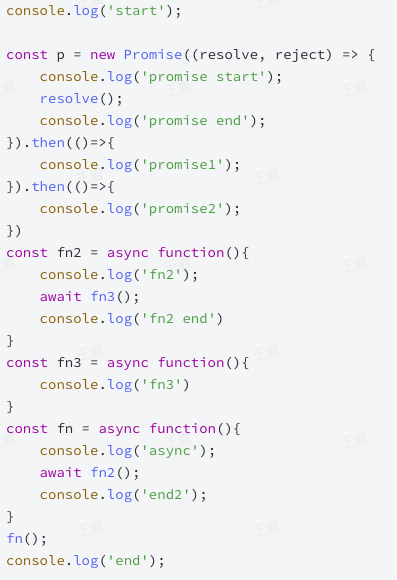 console.log('start');
const p = new Promise((resolve, reject) => {
    console.log('promise start');
    resolve();
    console.log('promise end');
}).then(()=>{
    console.log('promise1');
}).then(()=>{
    console.log('promise2');
})
const fn2 = async function(){
    console.log('fn2');
    await fn3();
    console.log('fn2 end')
}
const fn3 = async function(){
    console.log('fn3')
}
const fn = async function(){
    console.log('async');
    await fn2();
    console.log('end2');
}
fn();
console.log('end');